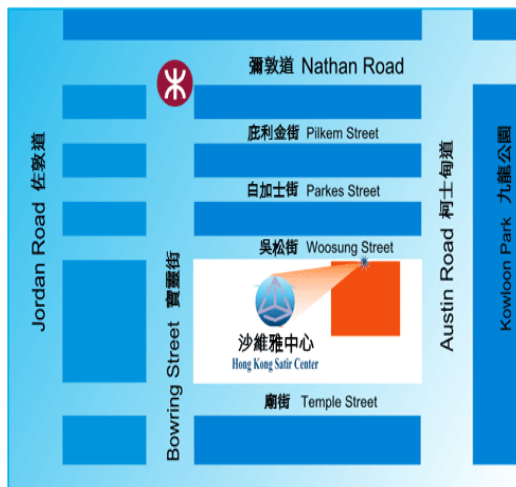 彌敦道 Nathan Road
庇利金街 Pilkem Street
白加士街 Parkes Street
吳松街 Woosung Street
沙維雅中心
Hong Kong Satir Center
廟街 Temple Street
Jordan Road 佐敦道
Bowring Street 寶靈街
Austin Road 柯士甸道
Kowloon Park 九龍公園